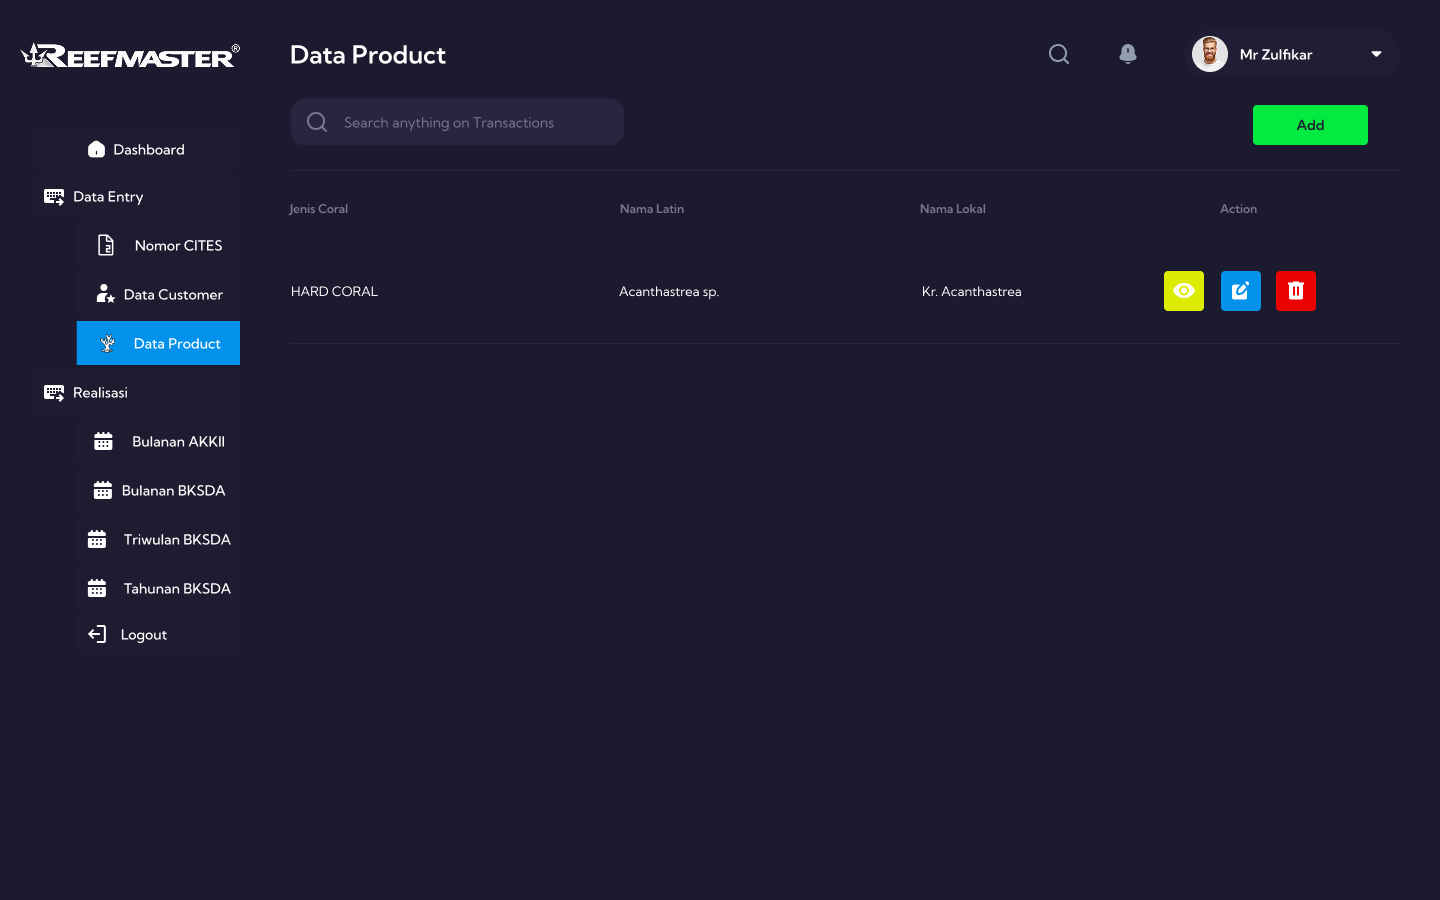 REEFMASTER®
Data Product
Mr Zulfikar
Search anything on Transactions
Add
Dashboard
Data Entry
Nomor CITES
Data Customer
Data Product
Realisasi
Bulanan AKKII
Bulanan BKSDA
Triwulan BKSDA
Tahunan BKSDA
Logout
Jenis Coral Nama Latin Nama Lokal Action
HARD CORAL Acanthastrea sp. Kr. Acanthastrea